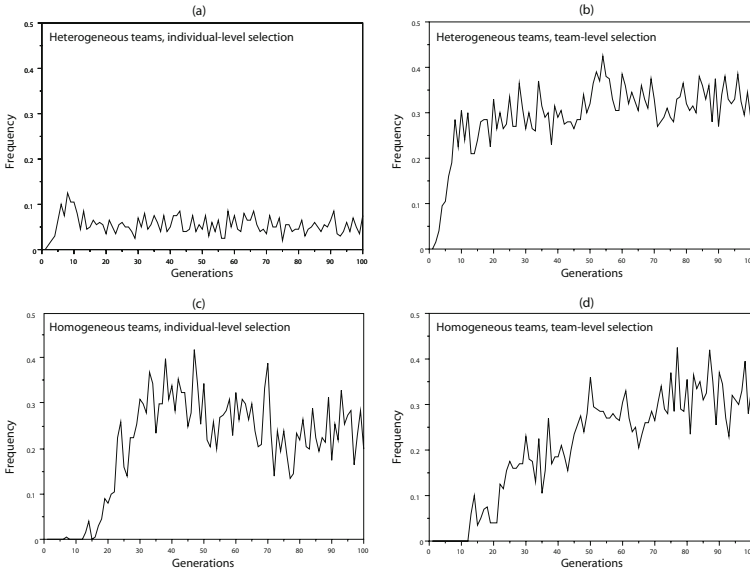 (a)
Heterogeneous teams, individual-level selection
0.5
0.4
0.3
0.2
0.1
0
Frequency
0 10 20 30 40 50 60 70 80 90 100
Generations
(b)
Heterogeneous teams, team-level selection
0.5
0.4
0.3
0.2
0.1
0
Frequency
0 10 20 30 40 50 60 70 80 90 100
Generations
(c)
Homogeneous teams, individual-level selection
0.5
0.4
0.3
0.2
0.1
0
Frequency
0 10 20 30 40 50 60 70 80 90 100
Generations
(d)
Homogeneous teams, team-level selection
0.5
0.4
0.3
0.2
0.1
0
Frequency
0 10 20 30 40 50 60 70 80 90 100
Generations